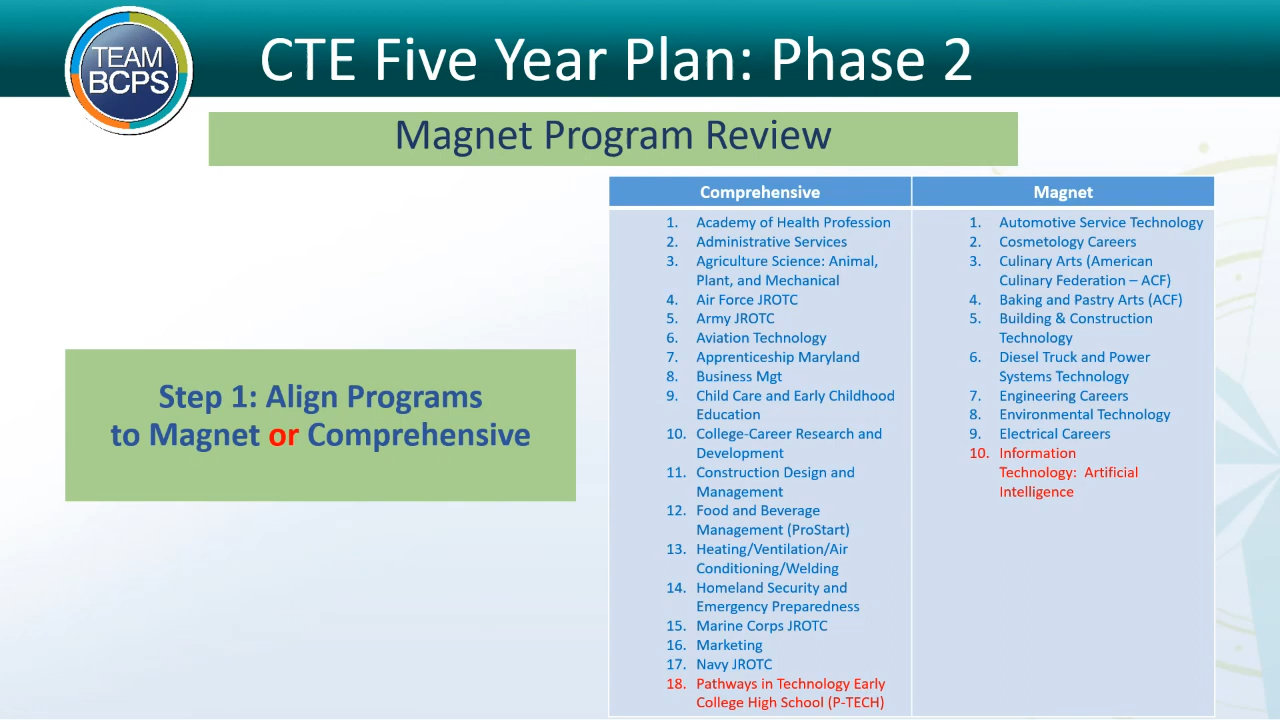 TEAM
BCPS
CTE Five Year Plan: Phase 2
Magnet Program Review
Step 1: Align Programs
to Magnet or Comprehensive
Comprehensive
1. Academy of Health Profession
2. Administrative Services
3. Agriculture Science: Animal,
Plant, and Mechanical
4. Air Force JROTC
5. Army JROTC
6. Aviation Technology
7. Apprenticeship Maryland
8. Business Mgt
9. Child Care and Early Childhood
Education
10. College-Career Research and
Development
11. Construction Design and
Management
12. Food and Beverage
Management (ProStart)
13. Heating/Ventilation/Air
Conditioning/Welding
14. Homeland Security and
Emergency Preparedness
15. Marine Corps JROTC
16. Marketing
17. Navy JROTC
18. Pathways in Technology Early
College High School (P-TECH)
Magnet
1. Automotive Service Technology
2. Cosmetology Careers
3. Culinary Arts (American
Culinary Federation – ACF)
4. Baking and Pastry Arts (ACF)
5. Building & Construction
Technology
6. Diesel Truck and Power
Systems Technology
7. Engineering Careers
8. Environmental Technology
9. Electrical Careers
10. Information
Technology: Artificial
Intelligence